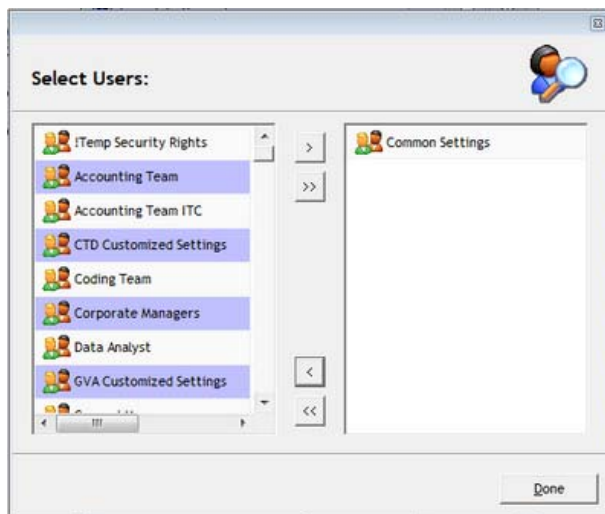 Select Users:
!Temp Security Rights
Accounting Team
Accounting Team ITC
CTD Customized Settings
Coding Team
Corporate Managers
Data Analyst
GVA Customized Settings
>
>>
<
<<
Common Settings
Done